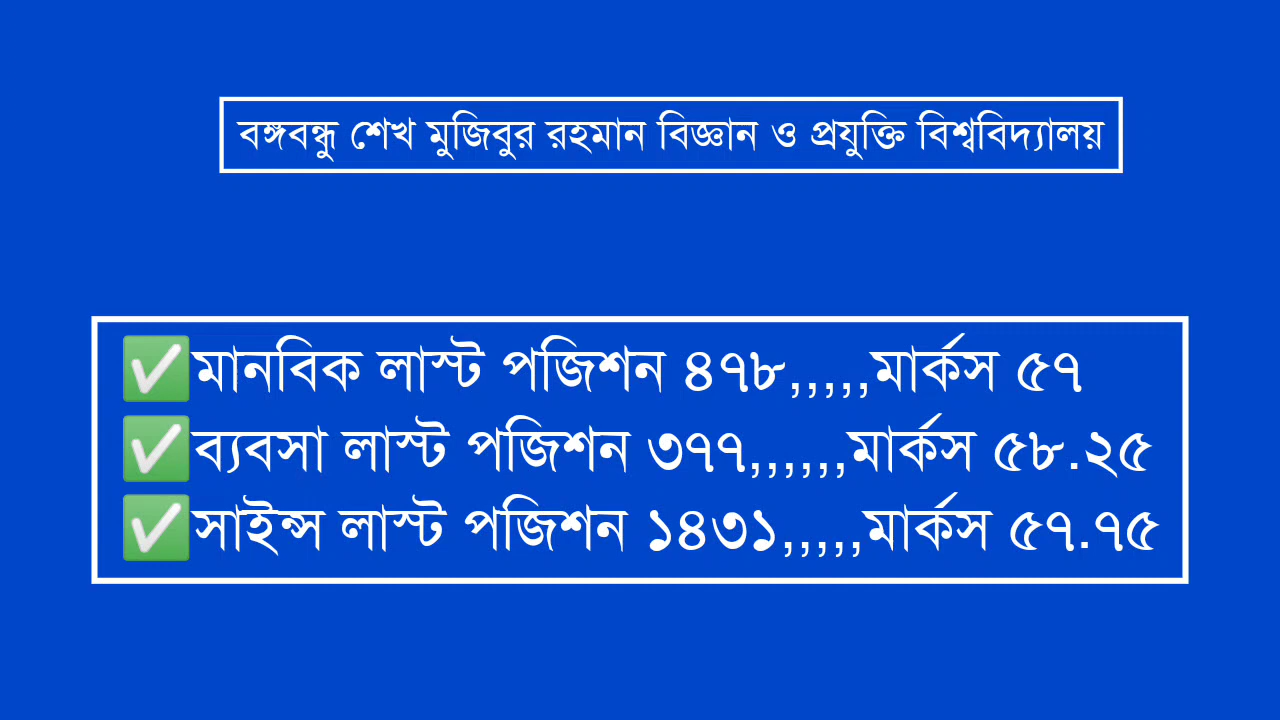 বঙ্গবন্ধু শেখ মুজিবুর রহমান বিজ্ঞান ও প্রযুক্তি বিশ্ববিদ্যালয়
✅মানবিক লাস্ট পজিশন ৪৭৮,,,,,মার্কস ৫৭
✅ব্যবসা লাস্ট পজিশন ৩৭৭,,,,,,মার্কস ৫৮.২৫
✅সাইন্স লাস্ট পজিশন ১৪৩১,,,,,মার্কস ৫৭.৭৫